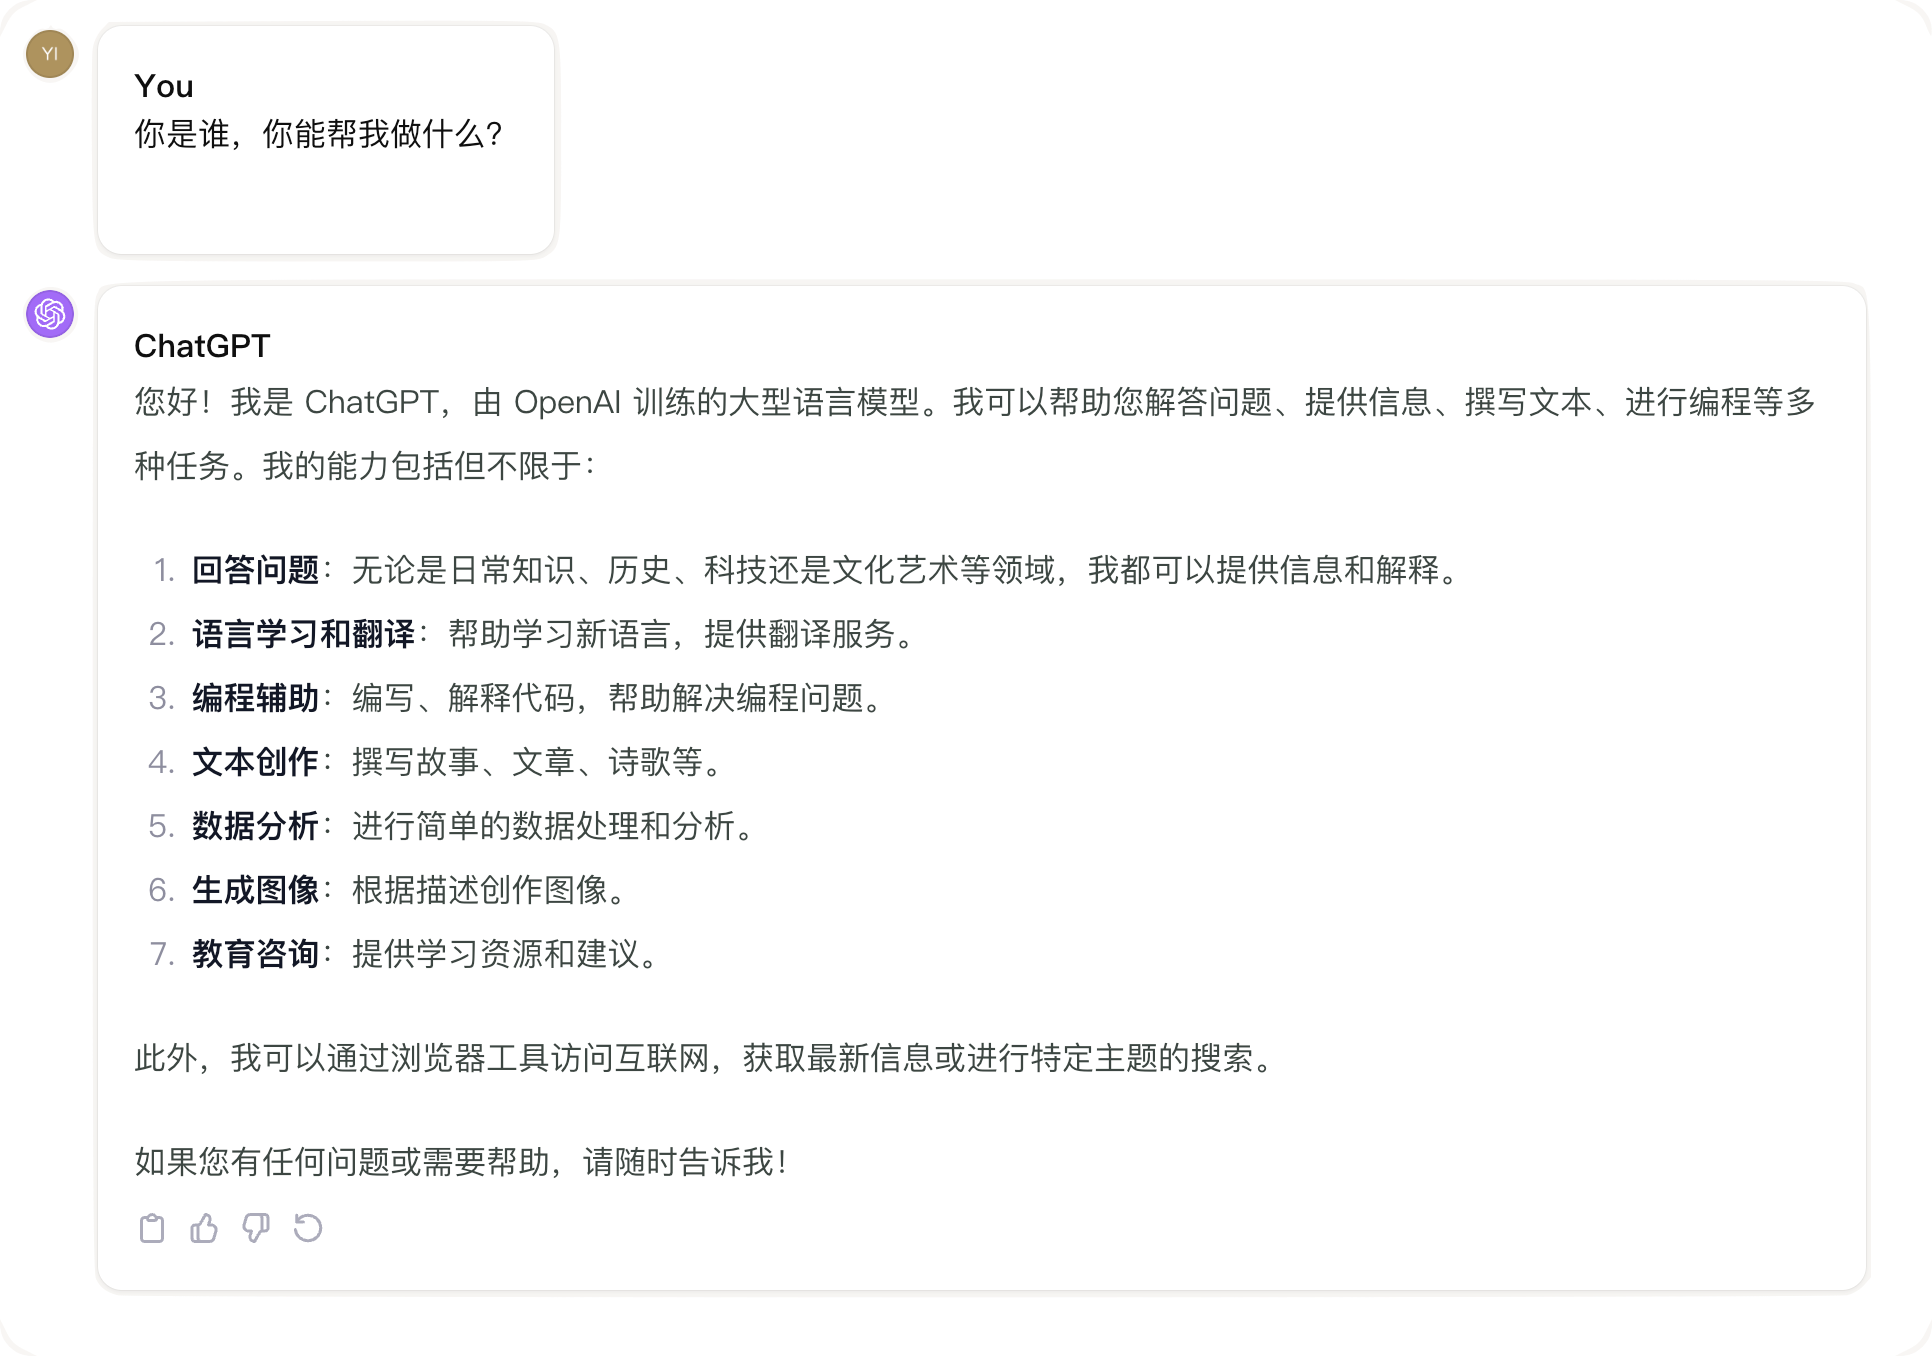 YI
You
你是谁，你能帮我做什么？
ChatGPT
您好！我是 ChatGPT，由 OpenAI 训练的大型语言模型。我可以帮助您解答问题、提供信息、撰写文本、进行编程等多
种任务。我的能力包括但不限于：
1. 回答问题：无论是日常知识、历史、科技还是文化艺术等领域，我都可以提供信息和解释。
2. 语言学习和翻译：帮助学习新语言，提供翻译服务。
3. 编程辅助：编写、解释代码，帮助解决编程问题。
4. 文本创作：撰写故事、文章、诗歌等。
5. 数据分析：进行简单的数据处理和分析。
6. 生成图像：根据描述创作图像。
7. 教育咨询：提供学习资源和建议。
此外，我可以通过浏览器工具访问互联网，获取最新信息或进行特定主题的搜索。
如果您有任何问题或需要帮助，请随时告诉我！